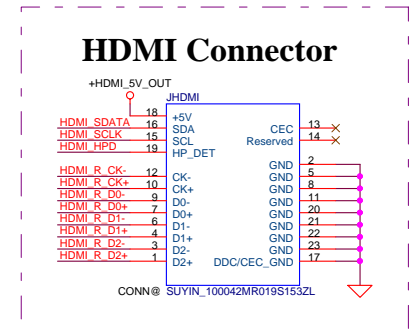 HDMI Connector
+HDMI_5V_OUT
JHDMI
18 +5V
HDMI_SDATA 16 SDA CEC 13
HDMI_SCLK 15 SCL Reserved 14
HDMI_HPD 19 HP_DET
GND 2
HDMI_R_CK- 12 CK- GND 5
HDMI_R_CK+ 10 CK+ GND 8
HDMI_R_D0- 9 D0- GND 11
HDMI_R_D0+ 7 D0+ GND 20
HDMI_R_D1- 6 D1- GND 21
HDMI_R_D1+ 4 D1+ GND 22
HDMI_R_D2- 3 D2- GND 23
HDMI_R_D2+ 1 D2+ DDC/CEC_GND 17
CONN@ SUYIN_100042MR019S153ZL